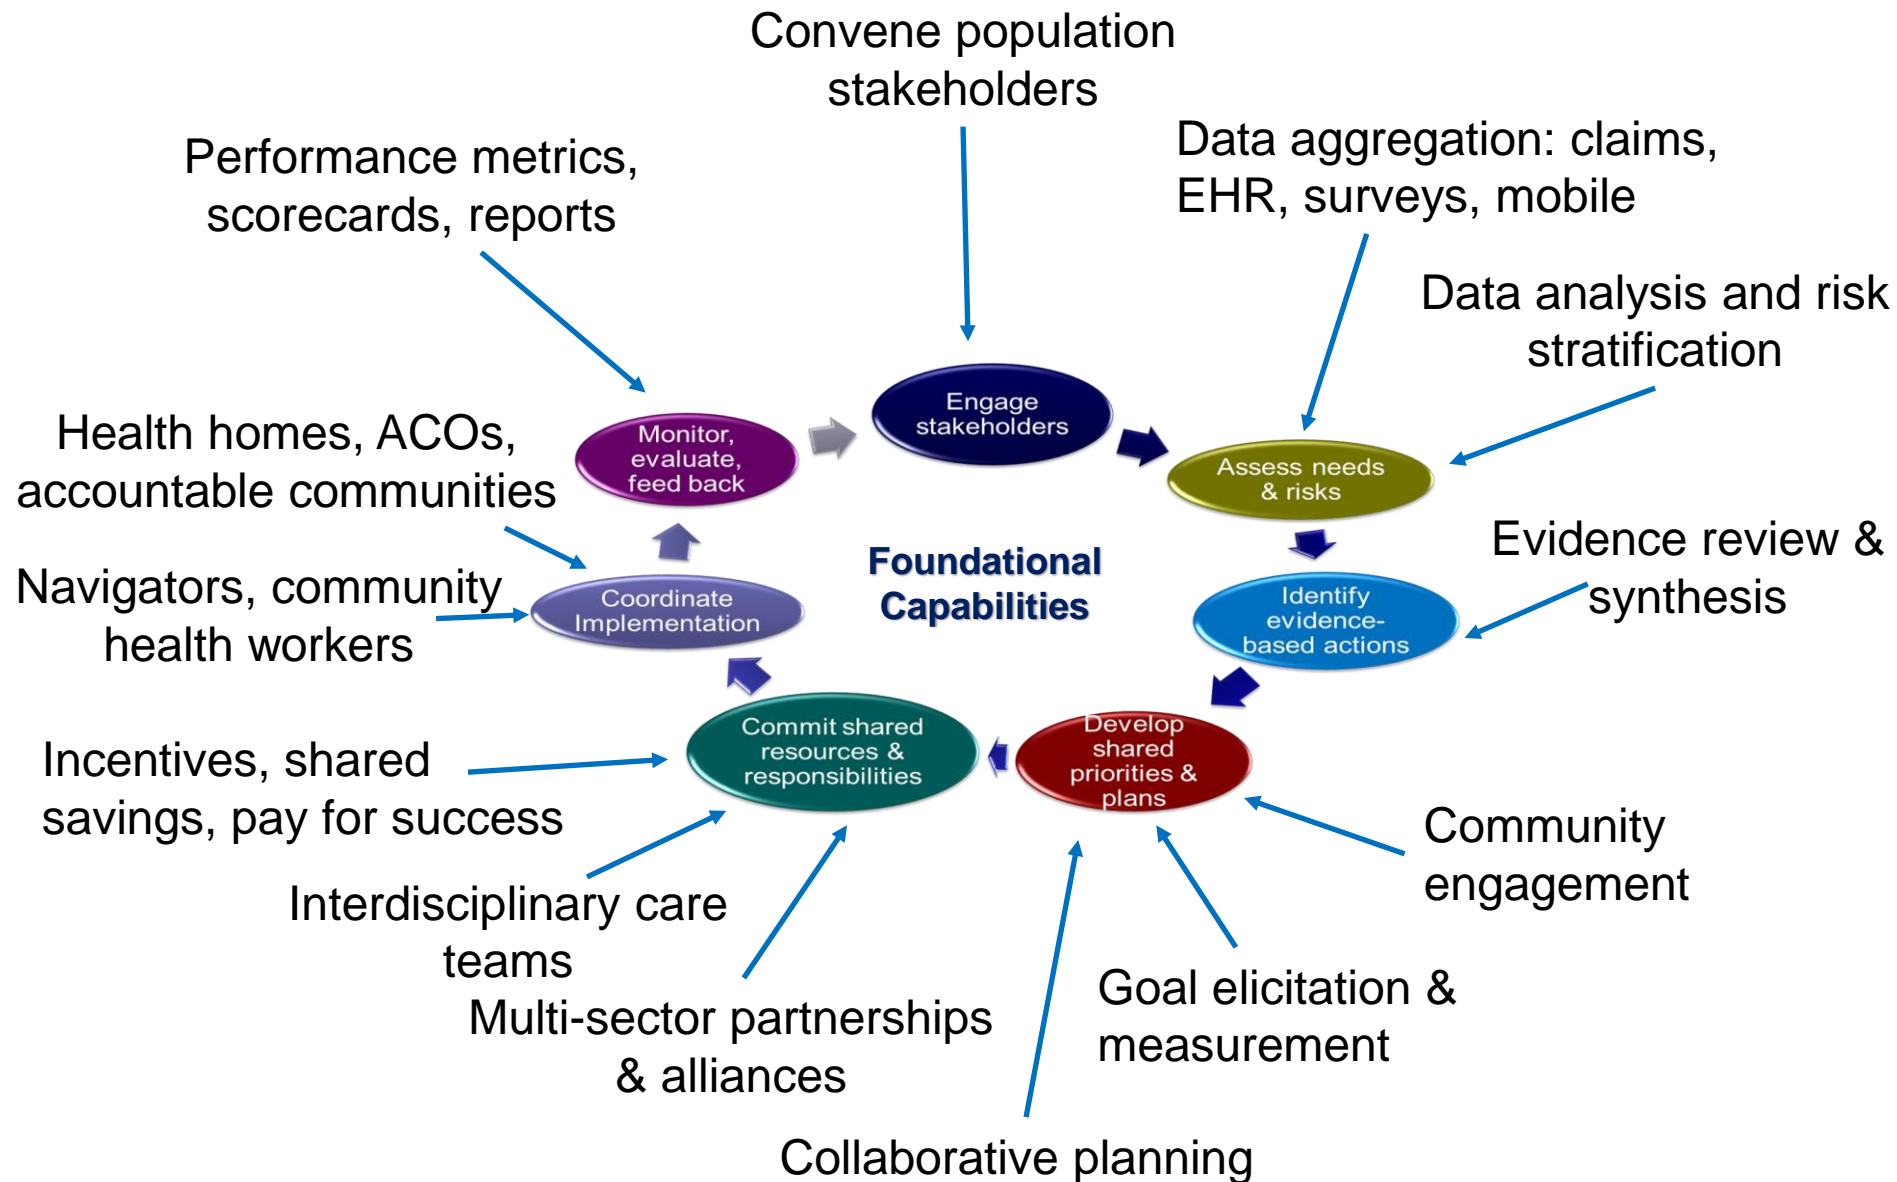 Convene population
stakeholders
Performance metrics,
scorecards, reports
Data aggregation: claims,
EHR, surveys, mobile
Data analysis and risk
stratification
Engage
stakeholders
Monitor,
evaluate,
feed back
Assess needs
& risks
Health homes, ACOs,
accountable communities
Evidence review &
synthesis
Foundational
Capabilities
Navigators, community
health workers
Coordinate
Implementation
Identify
evidence-
based actions
Commit shared
resources &
responsibilities
Develop
shared
priorities &
plans
Incentives, shared
savings, pay for success
Community
engagement
Interdisciplinary care
teams
Multi-sector partnerships
& alliances
Goal elicitation &
measurement
Collaborative planning